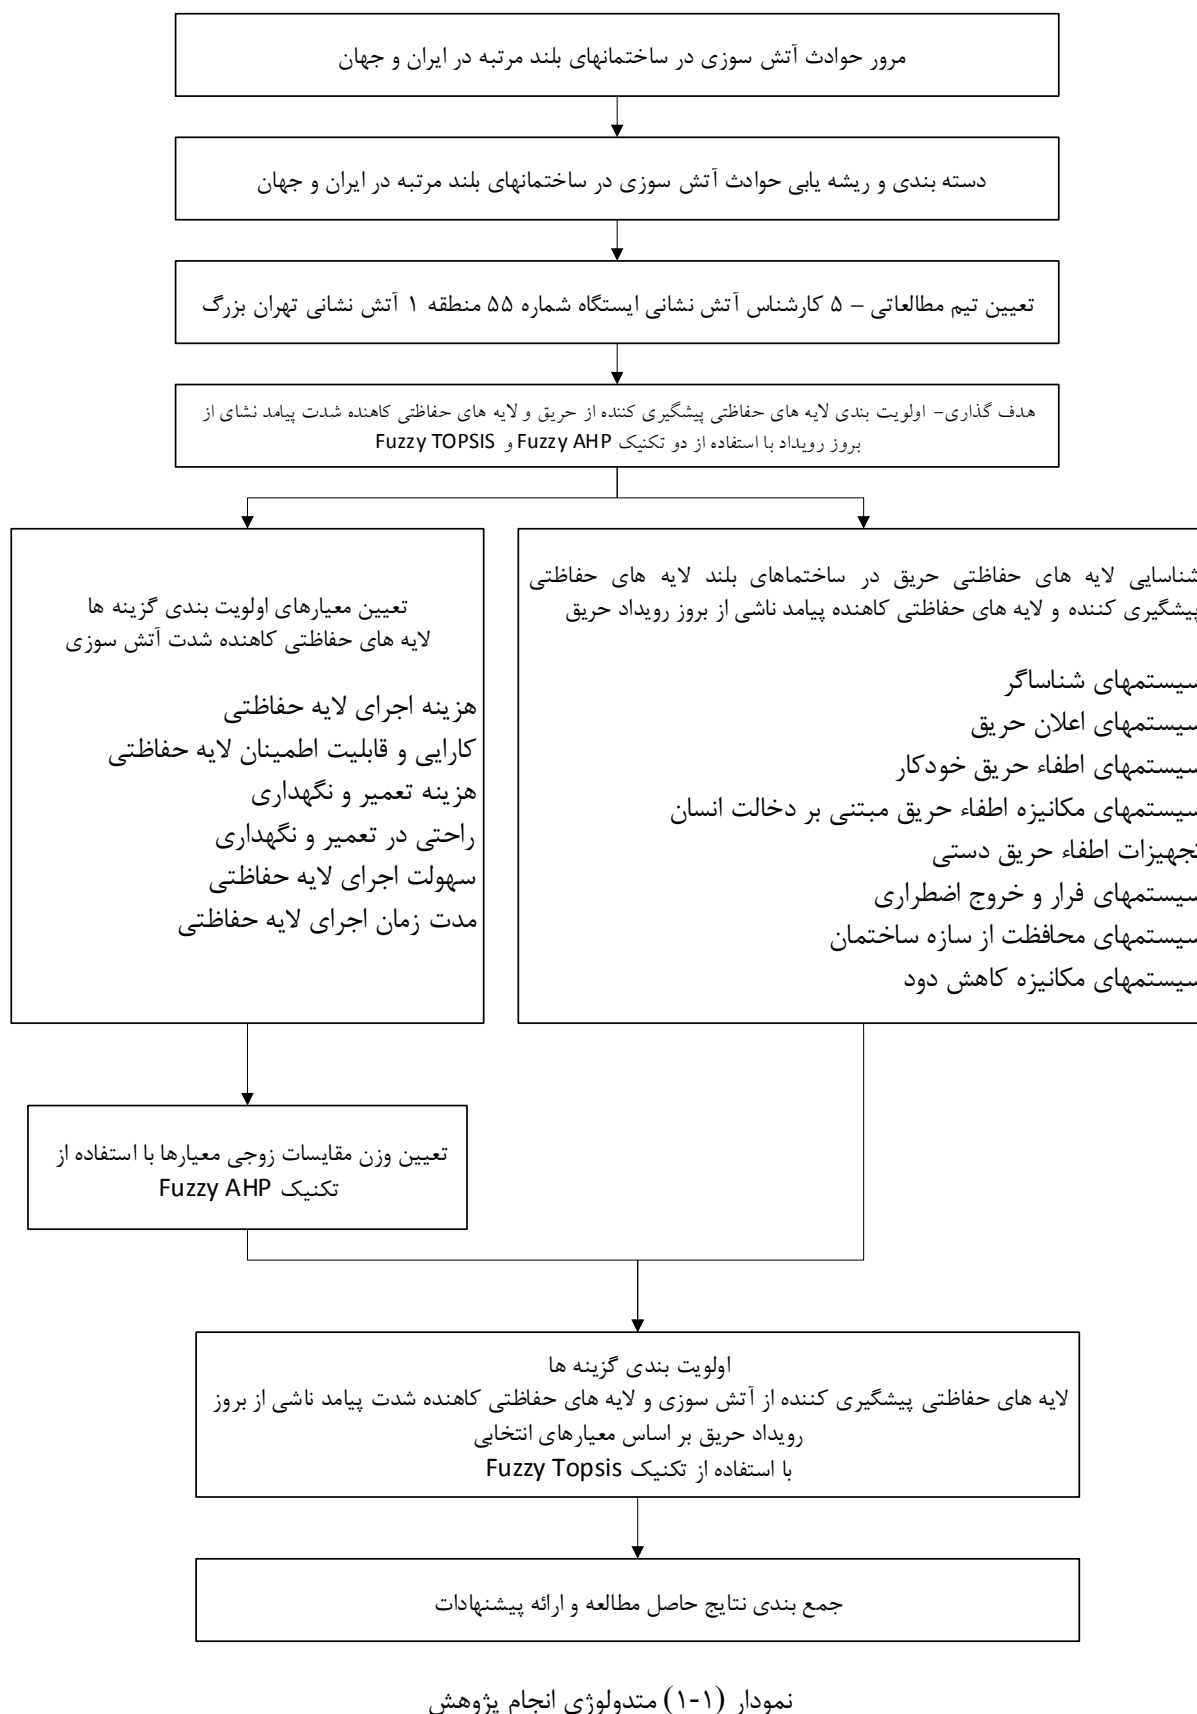 مرور حوادث آتش سوزی در ساختمانهای بلند مرتبه در ایران و جهان
دسته بندی و ریشه یابی حوادث آتش سوزی در ساختمانهای بلند مرتبه در ایران و جهان
تعیین تیم مطالعاتی – ۵ کارشناس آتش نشانی ایستگاه شماره ۵۵ منطقه ۱ آتش نشانی تهران بزرگ
هدف گذاری- اولویت بندی لایه های حفاظتی پیشگیری کننده از حریق و لایه های حفاظتی کاهنده شدت پیامد نشای از
بروز رویداد با استفاده از دو تکنیک Fuzzy AHP و Fuzzy TOPSIS
شناسایی لایه های حفاظتی حریق در ساختماهای بلند لایه های حفاظتی
پیشگیری کننده و لایه های حفاظتی کاهنده پیامد ناشی از بروز رویداد حریق
سیستمهای شناساگر
سیستمهای اعلان حریق
سیستمهای اطفاء حریق خودکار
سیستمهای مکانیزه اطفاء حریق مبتنی بر دخالت انسان
تجهیزات اطفاء حریق دستی
سیستمهای فرار و خروج اضطراری
سیستمهای محافظت از سازه ساختمان
سیستمهای مکانیزه کاهش دود
تعیین معیارهای اولویت بندی گزینه ها
لایه های حفاظتی کاهنده شدت آتش سوزی
هزینه اجرای لایه حفاظتی
کارایی و قابلیت اطمینان لایه حفاظتی
هزینه تعمیر و نگهداری
راحتی در تعمیر و نگهداری
سهولت اجرای لایه حفاظتی
مدت زمان اجرای لایه حفاظتی
تعیین وزن مقایسات زوجی معیارها با استفاده از
تکنیک Fuzzy AHP
اولویت بندی گزینه ها
لایه های حفاظتی پیشگیری کننده از آتش سوزی و لایه های حفاظتی کاهنده شدت پیامد ناشی از بروز
رویداد حریق بر اساس معیارهای انتخابی
با استفاده از تکنیک Fuzzy Topsis
جمع بندی نتایج حاصل مطالعه و ارائه پیشنهادات
نمودار (۱-۱) متدولوژی انجام پژوهش